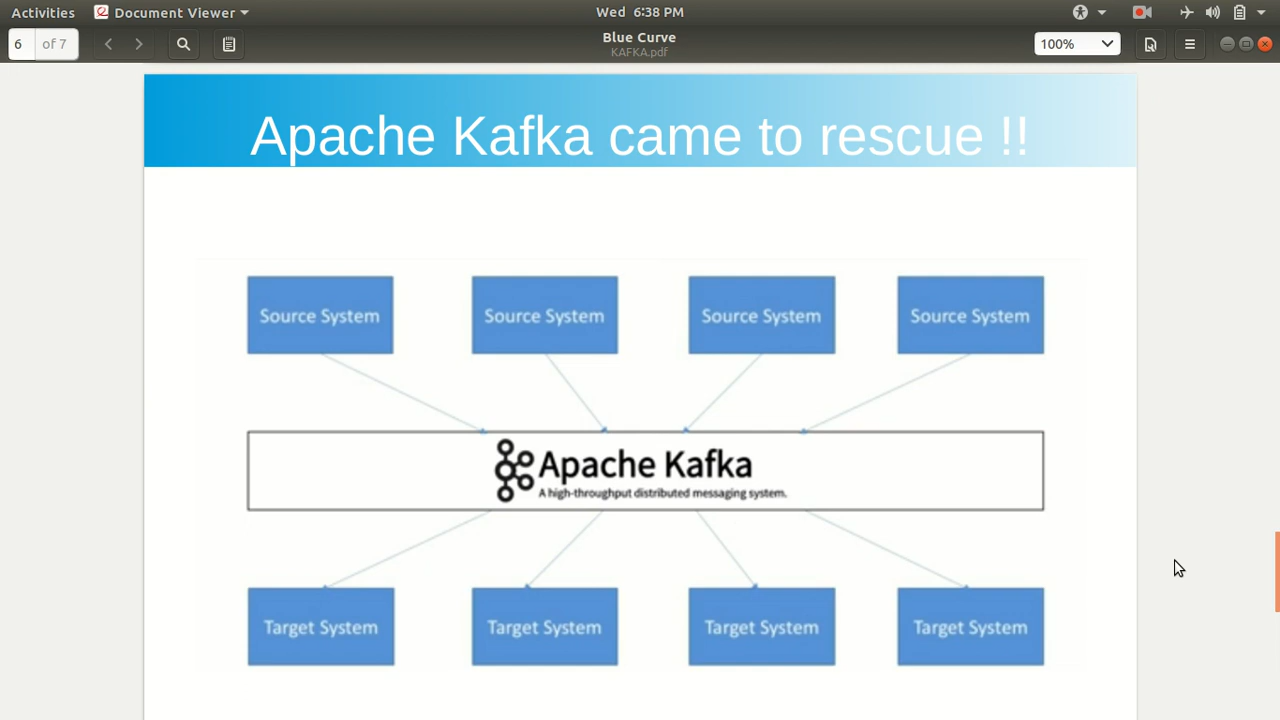 Activities
Document Viewer
Wed 6:38 PM
6 of 7
Blue Curve
KAFKA.pdf
100%
Apache Kafka came to rescue !!
Source System
Source System
Source System
Source System
Apache Kafka
A high-throughput distributed messaging system.
Target System
Target System
Target System
Target System